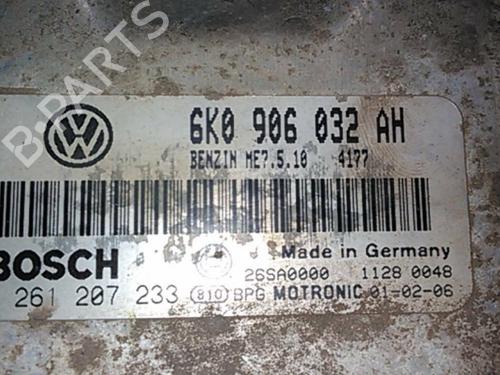 B-PARTS
6K0 906 032 AH
BENZIN ME7.5.10 4177
BOSCH
Made in Germany
26SA0000 1128 0048
261 207 233 810 BPG MOTRONIC 01-02-06